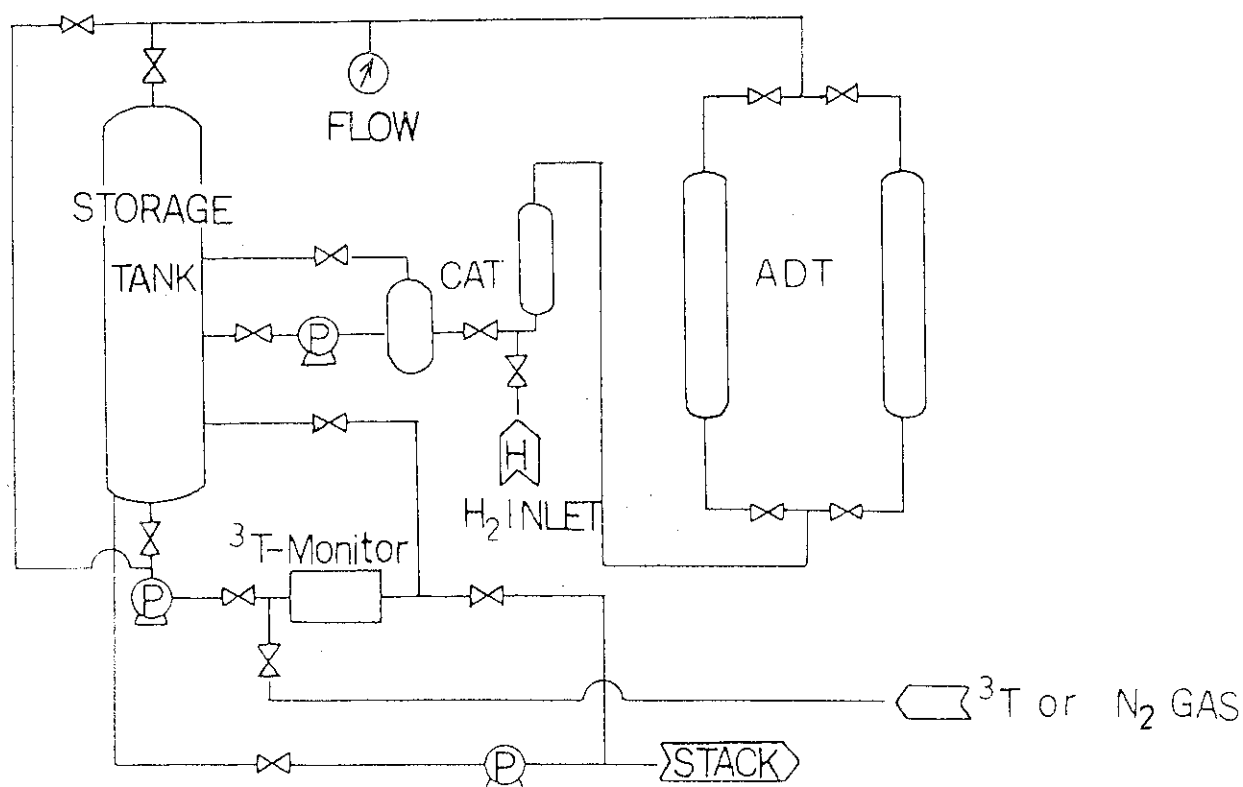 FLOW
STORAGE
TANK
CAT
ADT
P
H
H₂ INLET
³T-Monitor
P
³T or N₂ GAS
P
STACK